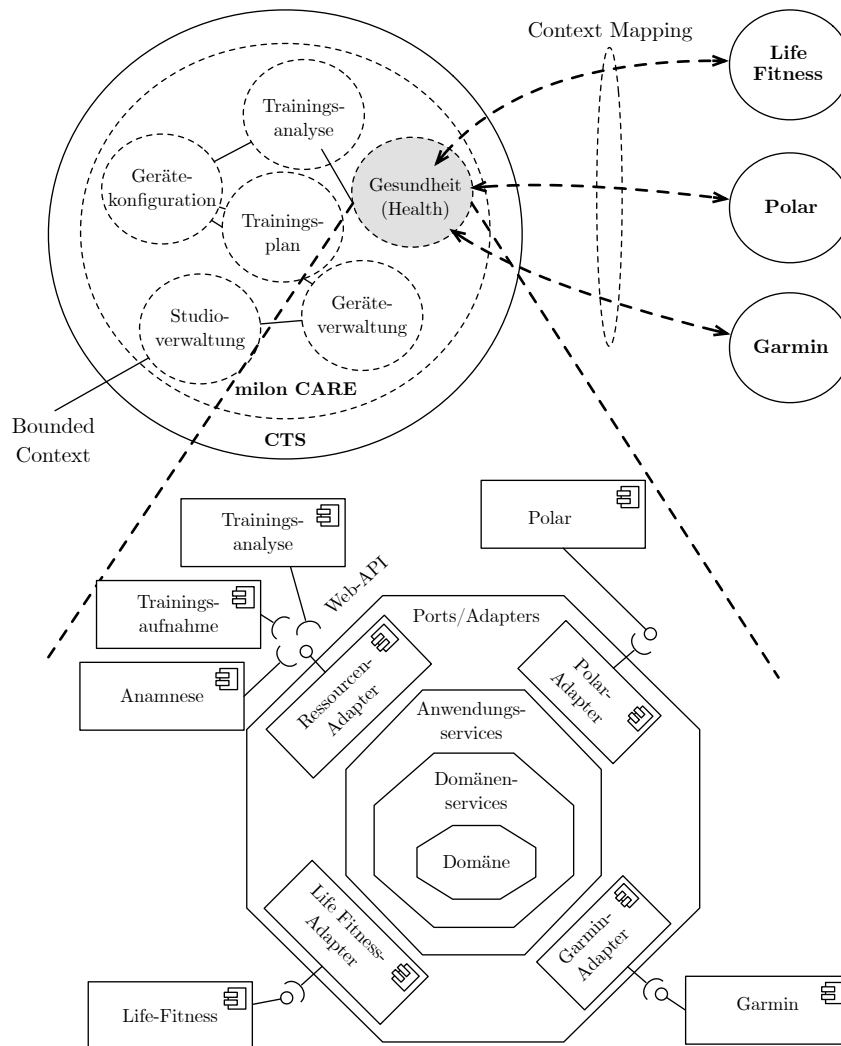 Context Mapping
Life
Fitness
Trainings-
analyse
Geräte-
konfiguration
Gesundheit
(Health)
Trainings-
plan
Polar
Studio-
verwaltung
Geräte-
verwaltung
Garmin
milon CARE
CTS
Bounded
Context
Trainings-
analyse
Polar
Trainings-
aufnahme
Web-API
Ports/Adapters
Anamnese
Ressourcen-
Adapter
Polar-
Adapter
Anwendungs-
services
Domänen-
services
Domäne
Life Fitness-
Adapter
Garmin-
Adapter
Life-Fitness
Garmin